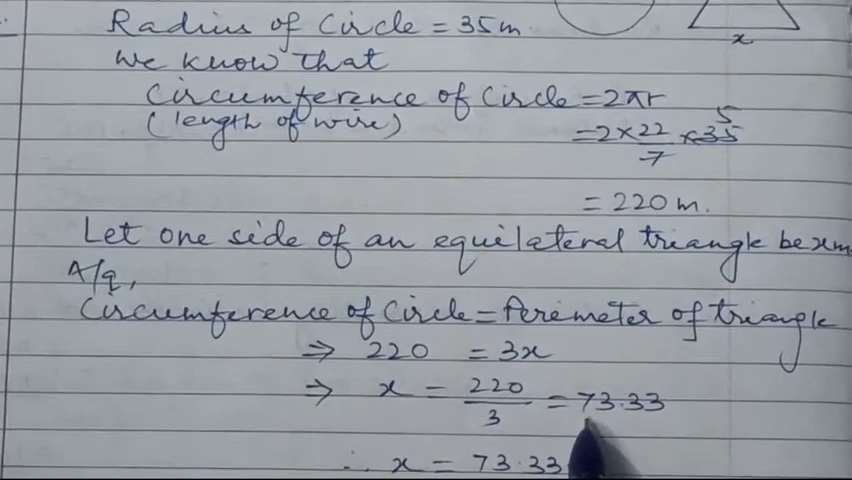 Radius of Circle = 35m.
We know that
x
Circumference of Circle = 2πr
(length of wire)
= 2 × 22/7 × 35 5
= 220 m.
Let one side of an equilateral triangle be xm.
A/q,
Circumference of Circle = Perimeter of triangle
⇒ 220 = 3x
⇒ x = 220/3 = 73.33
∴ x = 73.33